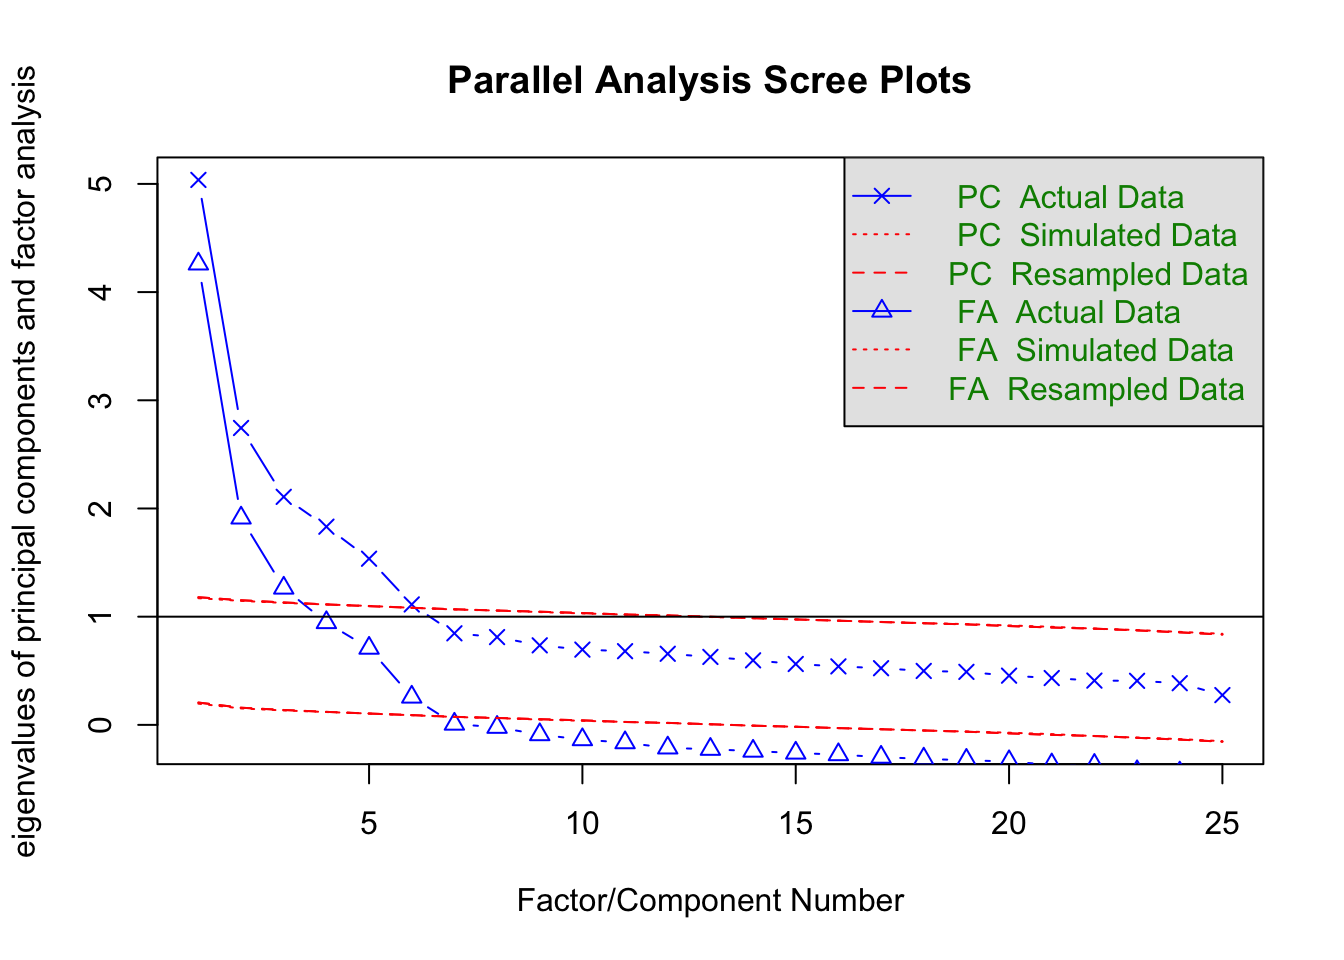 Parallel Analysis Scree Plots
eigenvalues of principal components and factor analysis
5
4
3
2
1
0
PC Actual Data
PC Simulated Data
PC Resampled Data
FA Actual Data
FA Simulated Data
FA Resampled Data
5 10 15 20 25
Factor/Component Number